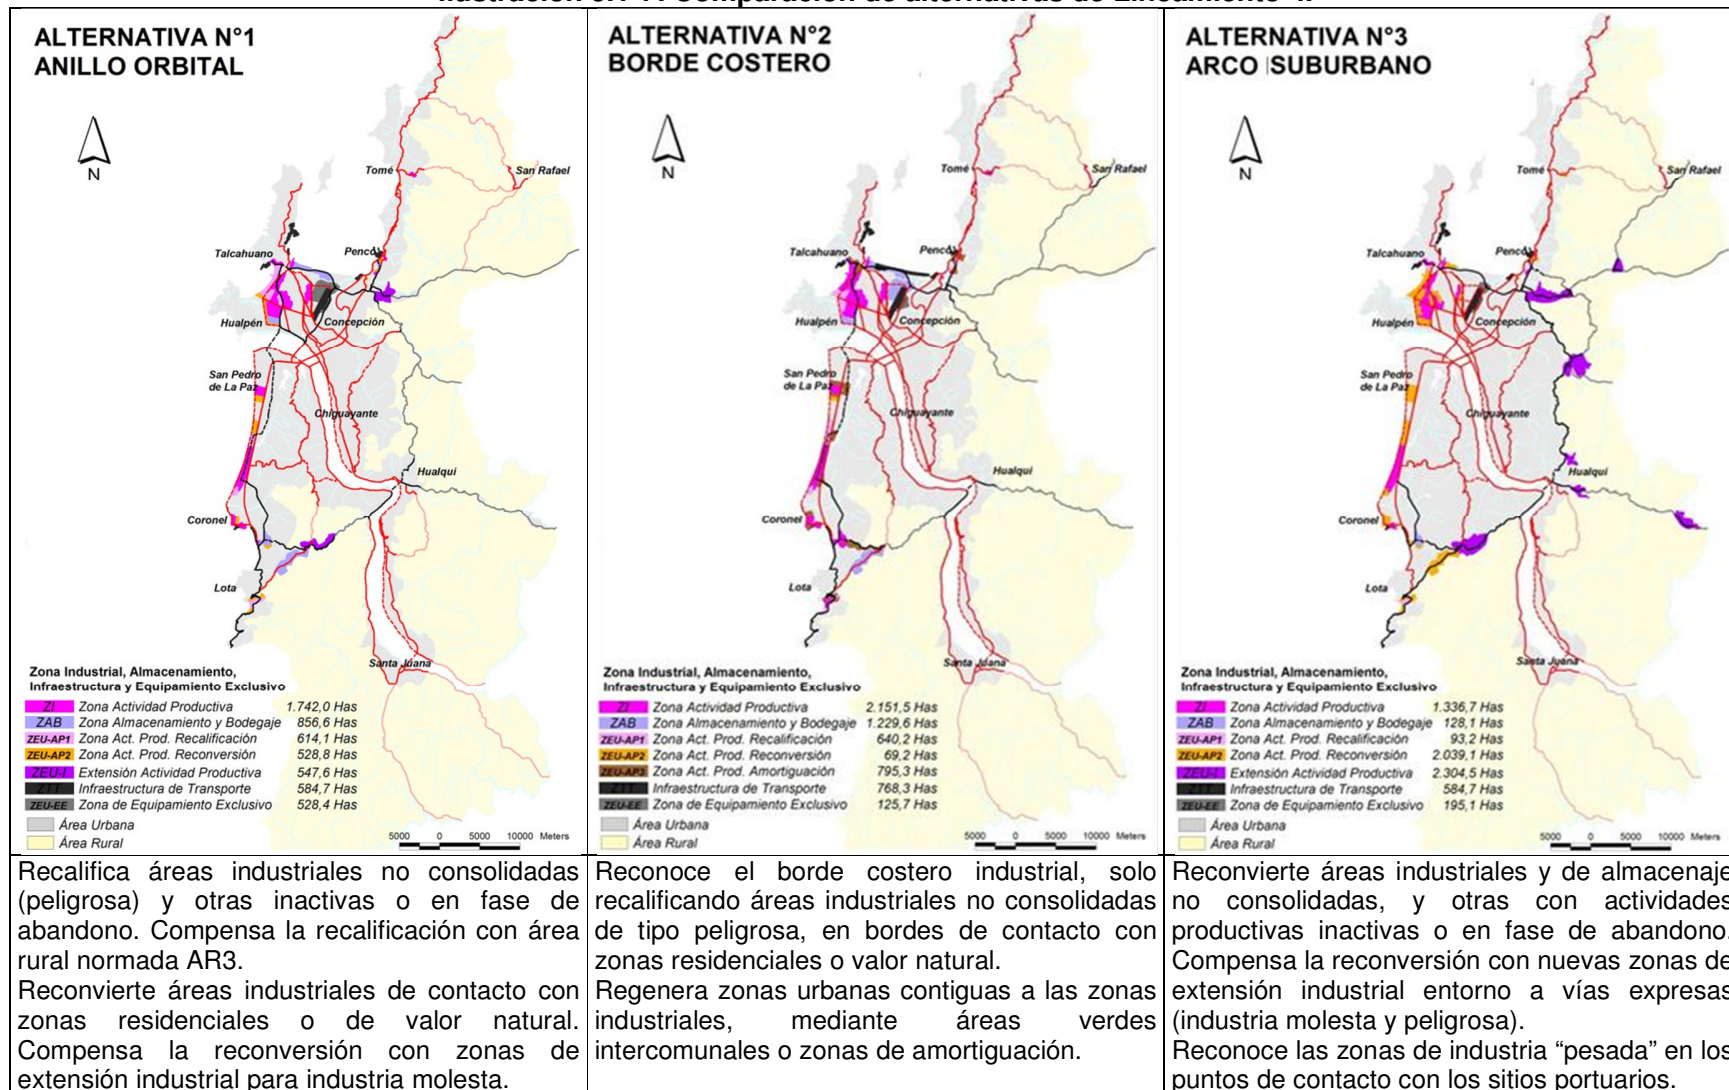 ALTERNATIVA N°1
ANILLO ORBITAL
N
Tomé
San Rafael
Talcahuano
Penco
Hualpén
Concepción
San Pedro
de La Paz
Chiguayante
Hualqui
Coronel
Lota
Santa Juana
Zona Industrial, Almacenamiento,
Infraestructura y Equipamiento Exclusivo
ZI Zona Actividad Productiva 1.742,0 Has
ZAB Zona Almacenamiento y Bodegaje 856,6 Has
ZEU-AP1 Zona Act. Prod. Recalificación 614,1 Has
ZEU-AP2 Zona Act. Prod. Reconversión 528,8 Has
ZEU-I Extensión Actividad Productiva 547,6 Has
ZTT Infraestructura de Transporte 584,7 Has
ZEU-EE Zona de Equipamiento Exclusivo 528,4 Has
Área Urbana
Área Rural
5000 0 5000 10000 Meters
Recalifica áreas industriales no consolidadas
(peligrosa) y otras inactivas o en fase de
abandono. Compensa la recalificación con área
rural normada AR3.
Reconvierte áreas industriales de contacto con
zonas residenciales o de valor natural.
Compensa la reconversión con zonas de
extensión industrial para industria molesta.
ALTERNATIVA N°2
BORDE COSTERO
N
Tomé
San Rafael
Talcahuano
Penco
Hualpén
Concepción
San Pedro
de La Paz
Chiguayante
Hualqui
Coronel
Lota
Santa Juana
Zona Industrial, Almacenamiento,
Infraestructura y Equipamiento Exclusivo
ZI Zona Actividad Productiva 2.151,5 Has
ZAB Zona Almacenamiento y Bodegaje 1.229,6 Has
ZEU-AP1 Zona Act. Prod. Recalificación 640,2 Has
ZEU-AP2 Zona Act. Prod. Reconversión 69,2 Has
ZEU-AP3 Zona Act. Prod. Amortiguación 795,3 Has
ZTT Infraestructura de Transporte 768,3 Has
ZEU-EE Zona de Equipamiento Exclusivo 125,7 Has
Área Urbana
Área Rural
5000 0 5000 10000 Meters
Reconoce el borde costero industrial, solo
recalificando áreas industriales no consolidadas
de tipo peligrosa, en bordes de contacto con
zonas residenciales o valor natural.
Regenera zonas urbanas contiguas a las zonas
industriales, mediante áreas verdes
intercomunales o zonas de amortiguación.
ALTERNATIVA N°3
ARCO SUBURBANO
N
Tomé
San Rafael
Talcahuano
Penco
Hualpén
Concepción
San Pedro
de La Paz
Chiguayante
Hualqui
Coronel
Lota
Santa Juana
Zona Industrial, Almacenamiento,
Infraestructura y Equipamiento Exclusivo
ZI Zona Actividad Productiva 1.336,7 Has
ZAB Zona Almacenamiento y Bodegaje 128,1 Has
ZEU-AP1 Zona Act. Prod. Recalificación 93,2 Has
ZEU-AP2 Zona Act. Prod. Reconversión 2.039,1 Has
ZEU-I Extensión Actividad Productiva 2.304,5 Has
ZTT Infraestructura de Transporte 584,7 Has
ZEU-EE Zona de Equipamiento Exclusivo 195,1 Has
Área Urbana
Área Rural
5000 0 5000 10000 Meters
Reconvierte áreas industriales y de almacenaje
no consolidadas, y otras con actividades
productivas inactivas o en fase de abandono.
Compensa la reconversión con nuevas zonas de
extensión industrial entorno a vías expresas
(industria molesta y peligrosa).
Reconoce las zonas de industria “pesada” en los
puntos de contacto con los sitios portuarios.